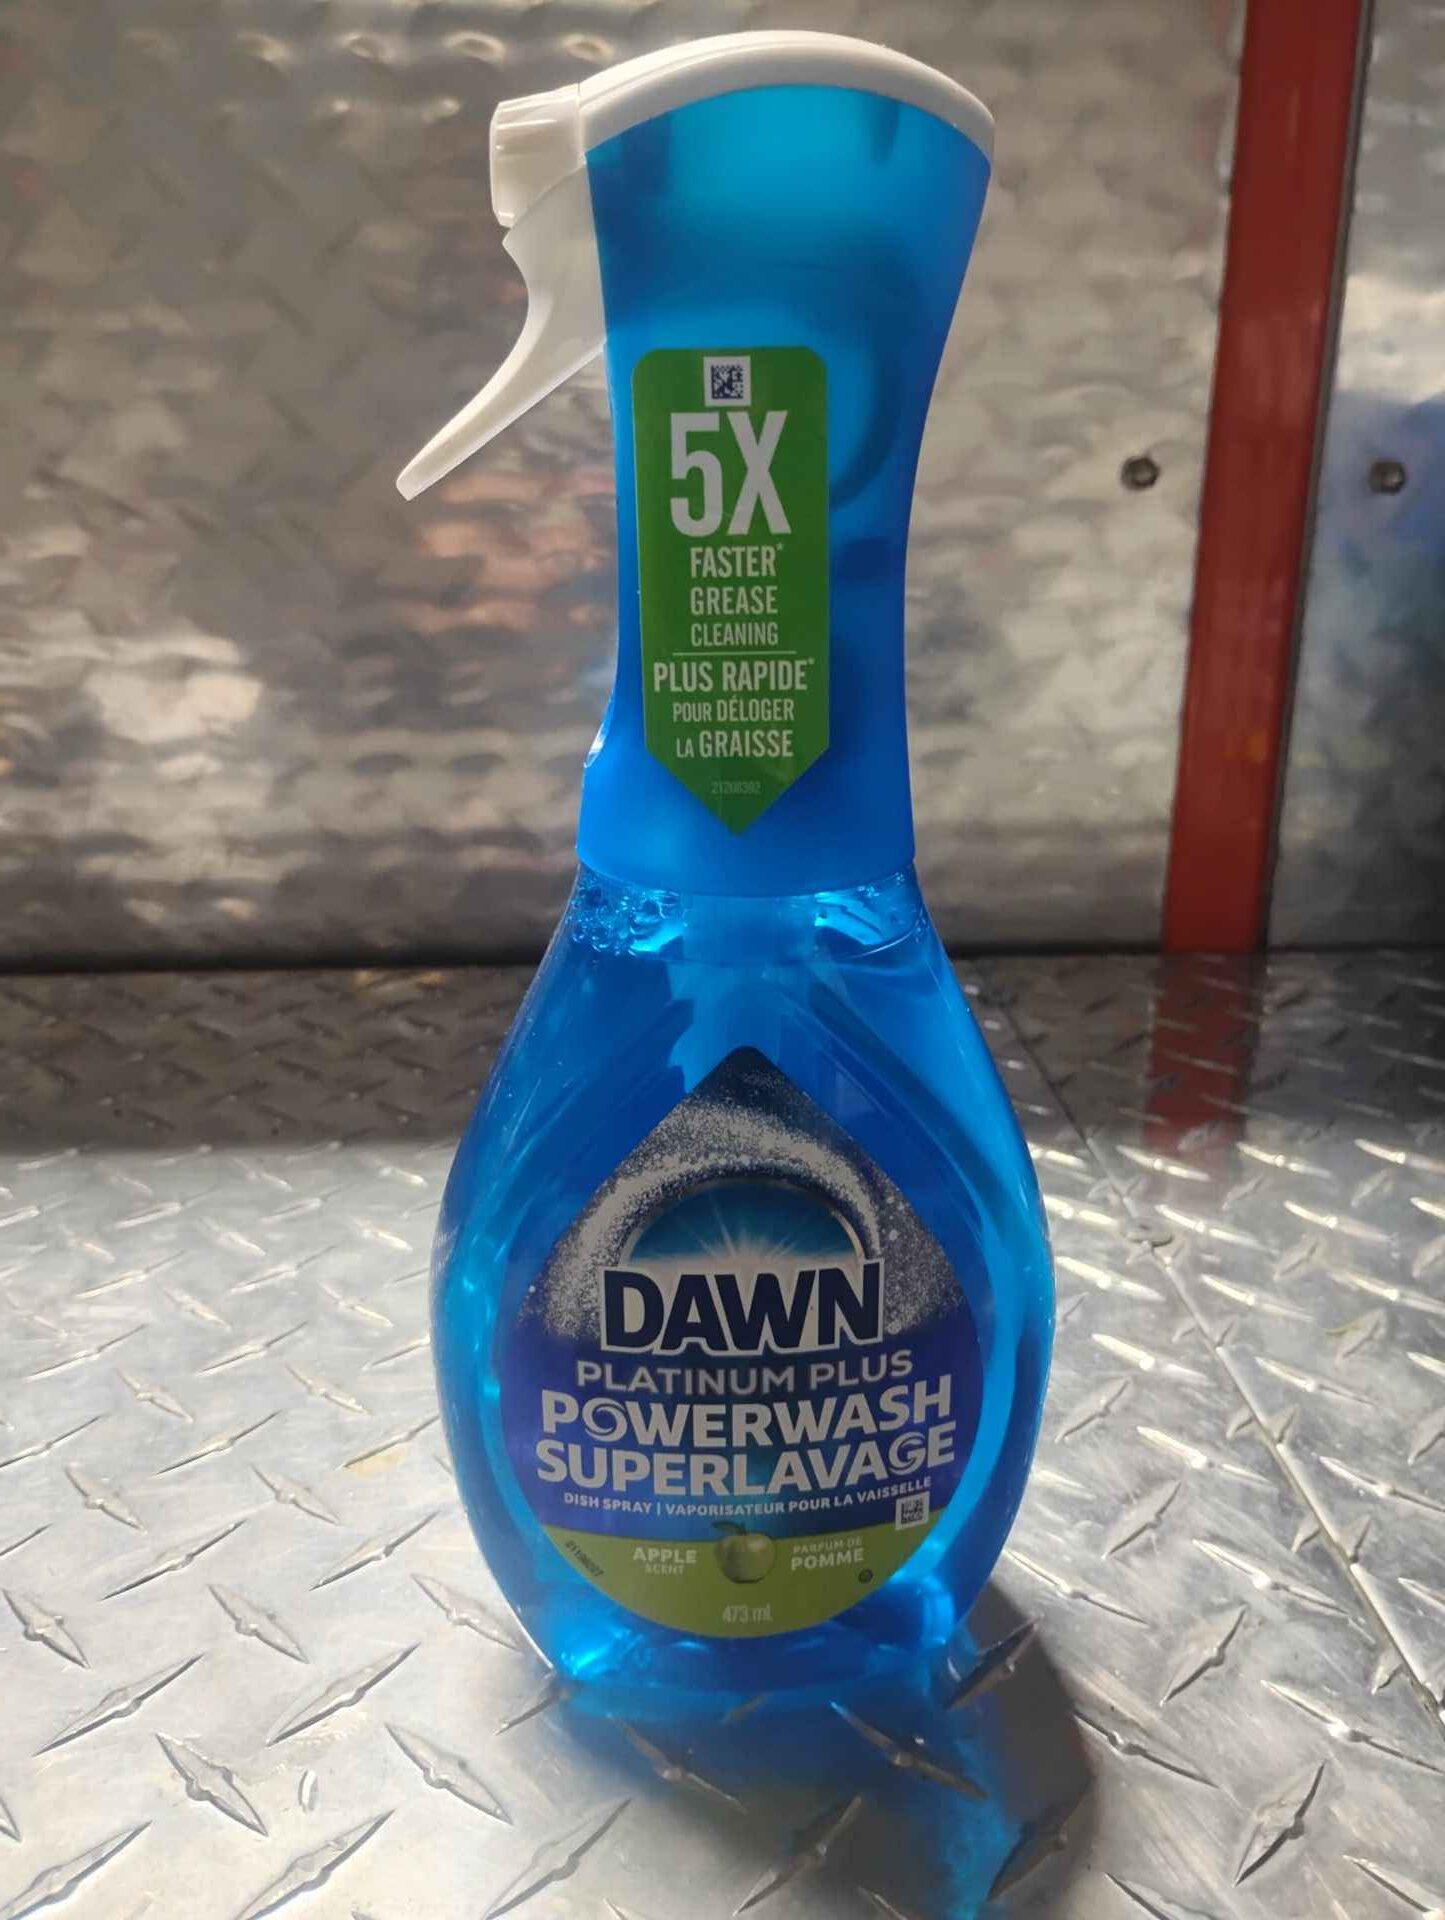 5X
FASTER*
GREASE
CLEANING
PLUS RAPIDE*
POUR DÉLOGER
LA GRAISSE
21208392
DAWN
PLATINUM PLUS
POWERWASH
SUPERLAVAGE
DISH SPRAY | VAPORISATEUR POUR LA VAISSELLE
APPLE
SCENT
PARFUM DE
POMME
473 mL